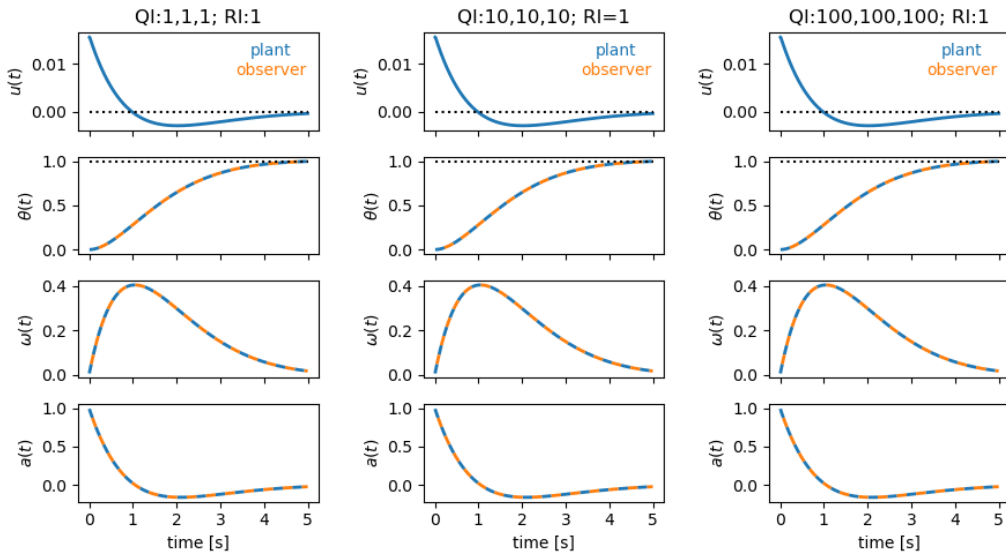 QI:1,1,1; RI:1
QI:10,10,10; RI=1
QI:100,100,100; RI:1
u(t)
0.01
0.00
plant
observer
u(t)
0.01
0.00
plant
observer
u(t)
0.01
0.00
plant
observer
θ(t)
1.0
0.5
0.0
θ(t)
1.0
0.5
0.0
θ(t)
1.0
0.5
0.0
ω(t)
0.4
0.2
0.0
ω(t)
0.4
0.2
0.0
ω(t)
0.4
0.2
0.0
a(t)
1.0
0.5
0.0
a(t)
1.0
0.5
0.0
a(t)
1.0
0.5
0.0
0 1 2 3 4 5
0 1 2 3 4 5
0 1 2 3 4 5
time [s]
time [s]
time [s]